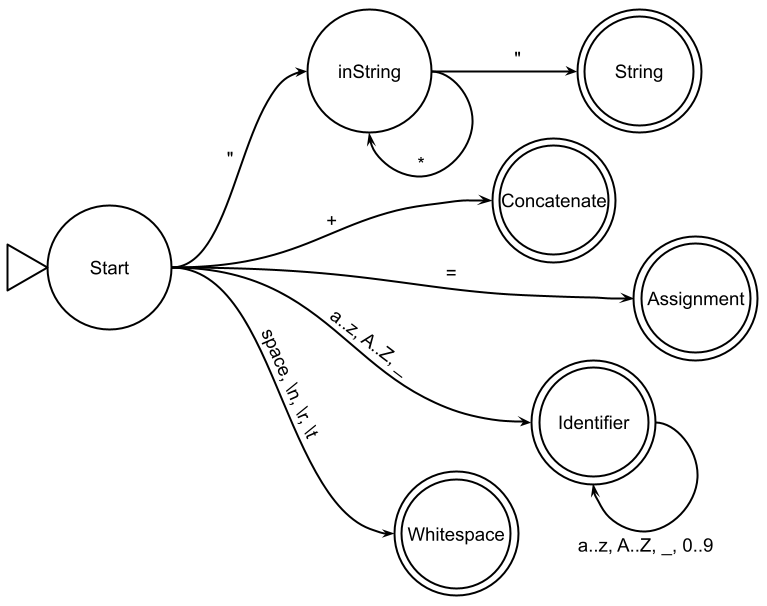 "
inString
"
String
*
+
Concatenate
Start
=
Assignment
a..z, A..Z, _
space, \n, \r, \t
Identifier
a..z, A..Z, _, 0..9
Whitespace